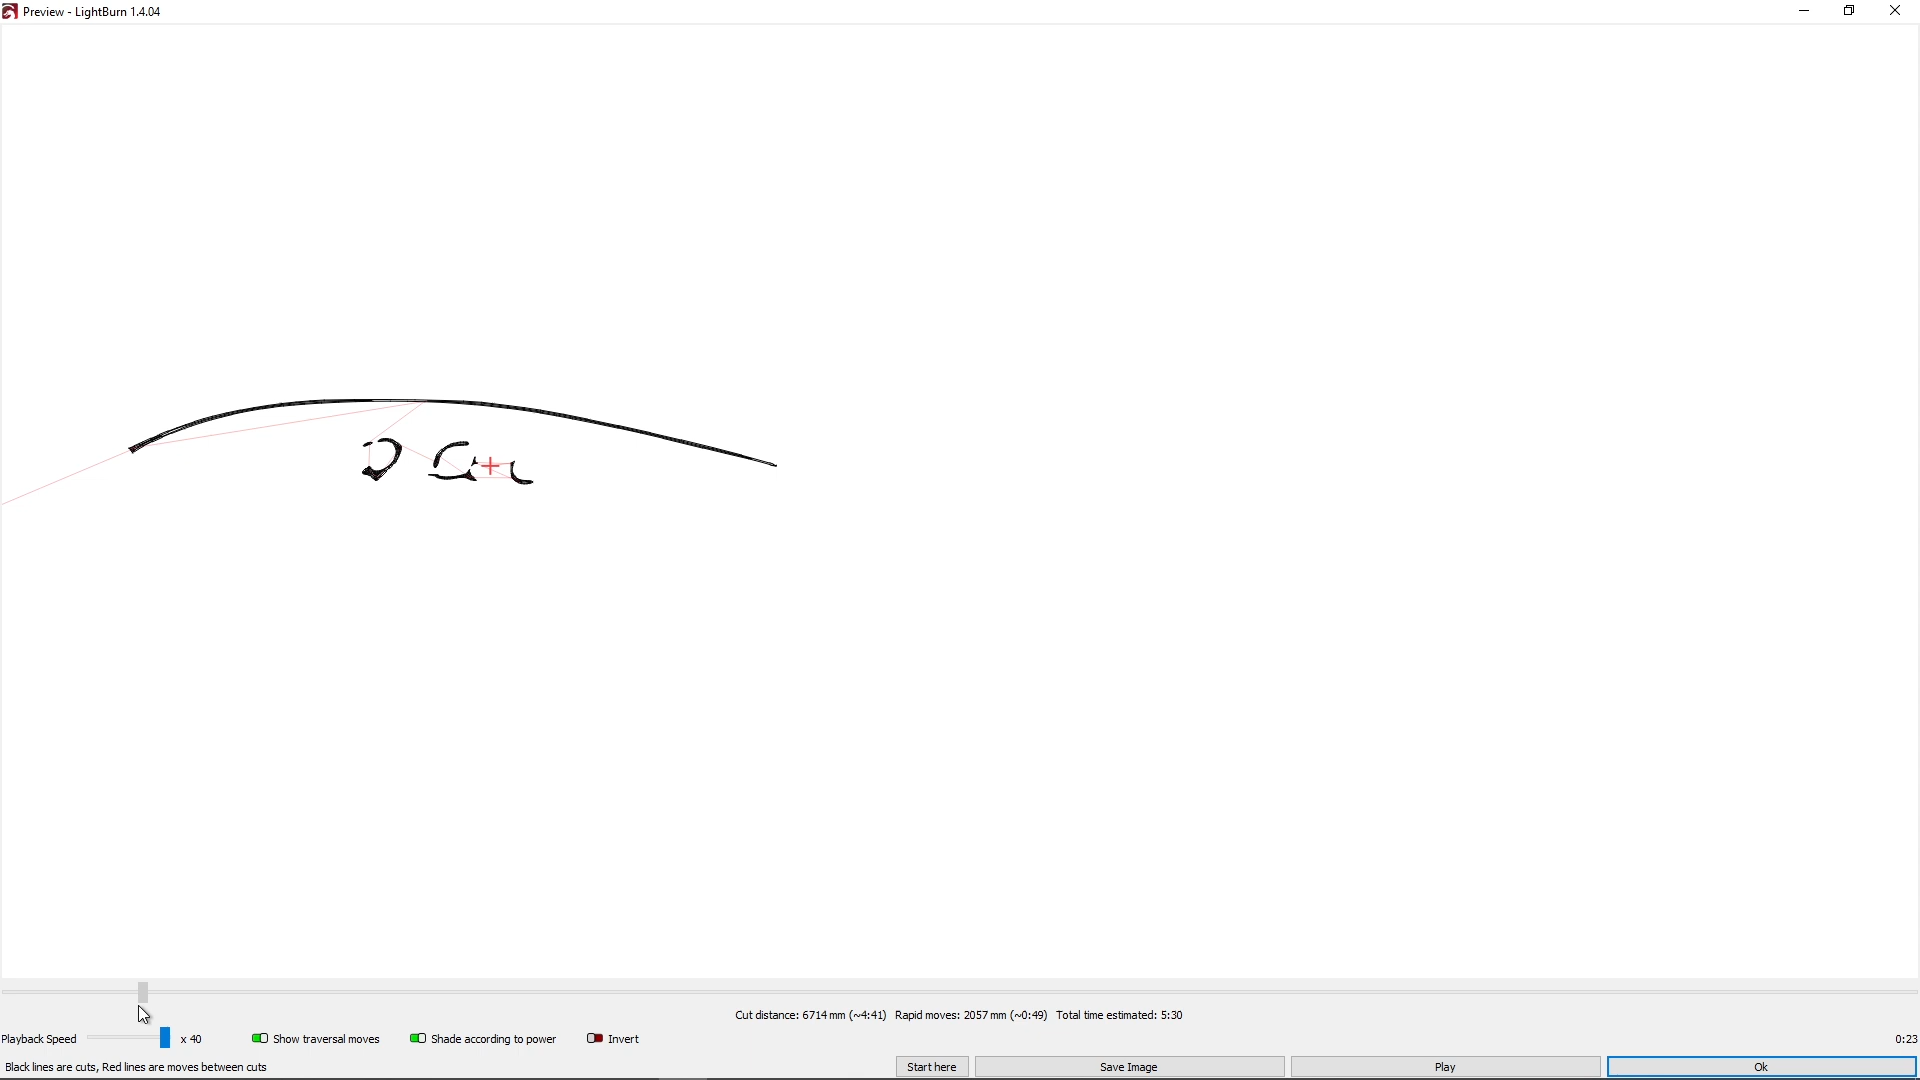 Preview - LightBurn 1.4.04
Cut distance: 6714 mm (~4:41) Rapid moves: 2057 mm (~0:49) Total time estimated: 5:30
Playback Speed x 40 Show traversal moves Shade according to power Invert 0:23
Black lines are cuts, Red lines are moves between cuts Start here Save Image Play Ok